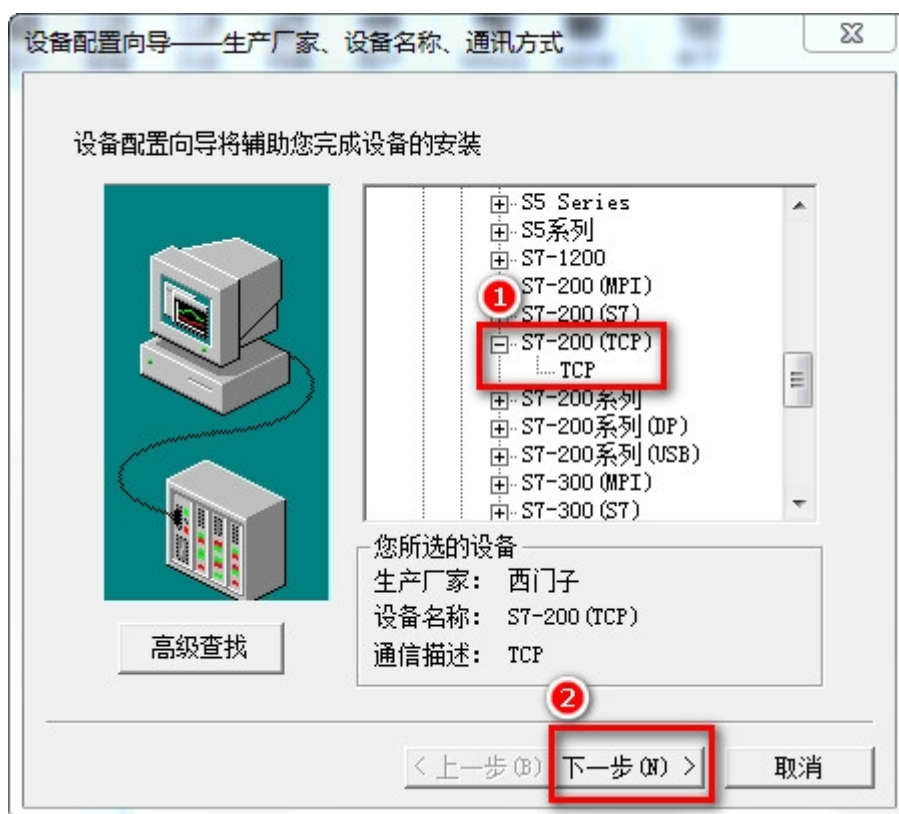 设备配置向导——生产厂家、设备名称、通讯方式
设备配置向导将辅助您完成设备的安装
S5 Series
S5系列
S7-1200
S7-200(MPI)
1
S7-200(S7)
S7-200(TCP)
TCP
S7-200系列
S7-200系列(DP)
S7-200系列(USB)
S7-300(MPI)
S7-300(S7)
您所选的设备
生产厂家： 西门子
设备名称： S7-200(TCP)
通信描述： TCP
高级查找
2
<上一步(B) 下一步(N) > 取消